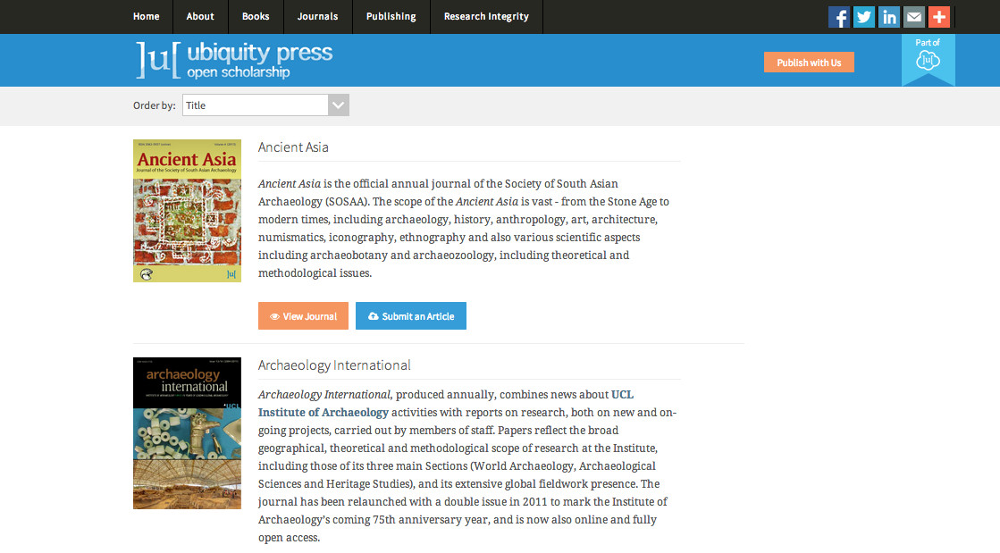 Home About Books Journals Publishing Research Integrity
]u[ ubiquity press
open scholarship
Publish with Us
Part of
]u[
Order by: Title
Ancient Asia
Journal of the Society of South Asian Archaeology
]u[
Ancient Asia
Ancient Asia is the official annual journal of the Society of South Asian
Archaeology (SOSAA). The scope of the Ancient Asia is vast - from the Stone Age to
modern times, including archaeology, history, anthropology, art, architecture,
numismatics, iconography, ethnography and also various scientific aspects
including archaeobotany and archaeozoology, including theoretical and
methodological issues.
View Journal
Submit an Article
archaeology
international
UCL
Archaeology International
Archaeology International, produced annually, combines news about UCL
Institute of Archaeology activities with reports on research, both on new and on-
going projects, carried out by members of staff. Papers reflect the broad
geographical, theoretical and methodological scope of research at the Institute,
including those of its three main Sections (World Archaeology, Archaeological
Sciences and Heritage Studies), and its extensive global fieldwork presence. The
journal has been relaunched with a double issue in 2011 to mark the Institute of
Archaeology's coming 75th anniversary year, and is now also online and fully
open access.